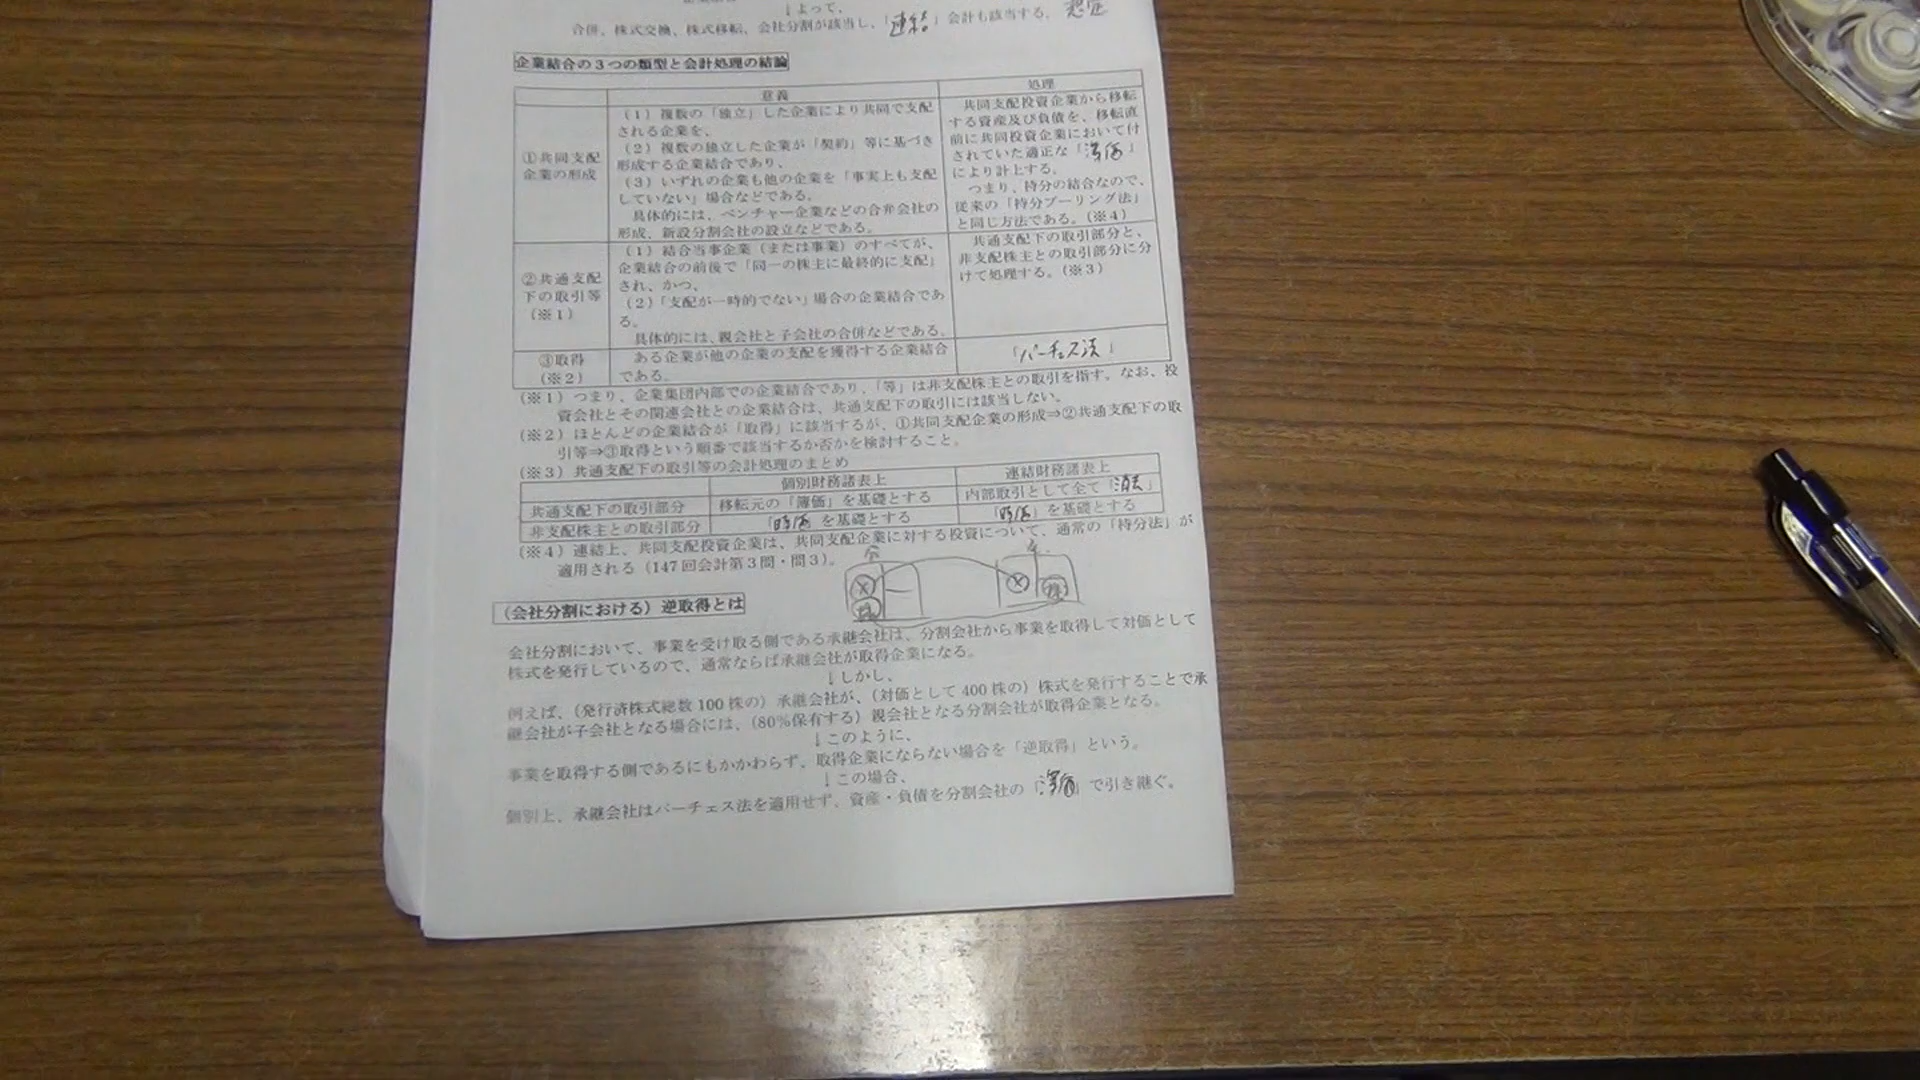 ↓よって、
合併、株式交換、株式移転、会社分割が該当し、「連結」会計も該当する。 想定
企業結合の3つの類型と会計処理の結論
意義
処理
①共同支配
企業の形成
(1)複数の「独立」した企業により共同で支配
される企業を、
(2)複数の独立した企業が「契約」等に基づき
形成する企業結合であり、
(3)いずれの企業も他の企業を「事実上も支配
していない」場合などである。
具体的には、ベンチャー企業などの合弁会社の
形成、新設分割会社の設立などである。
共同支配投資企業から移転
する資産及び負債を、移転直
前に共同投資企業において付
されていた適正な「簿価」
により計上する。
つまり、持分の結合なので、
従来の「持分プーリング法」
と同じ方法である。(※4)
②共通支配
下の取引等
(※1)
(1)結合当事企業(または事業)のすべてが、
企業結合の前後で「同一の株主に最終的に支配」
され、かつ、
(2)「支配が一時的でない」場合の企業結合であ
る。
具体的には、親会社と子会社の合併などである。
共通支配下の取引部分と、
非支配株主との取引部分に分
けて処理する。(※3)
③取得
(※2)
ある企業が他の企業の支配を獲得する企業結合
である。
「パーチェス法」
(※1)つまり、企業集団内部での企業結合であり、「等」は非支配株主との取引を指す。なお、投
資会社とその関連会社との企業結合は、共通支配下の取引には該当しない。
(※2)ほとんどの企業結合が「取得」に該当するが、①共同支配企業の形成⇒②共通支配下の取
引等⇒③取得という順番で該当するか否かを検討すること。
(※3)共通支配下の取引等の会計処理のまとめ
個別財務諸表上
連結財務諸表上
共通支配下の取引部分
移転元の「簿価」を基礎とする
内部取引として全て「消去」
非支配株主との取引部分
「時価」を基礎とする
「時価」を基礎とする
(※4)連結上、共同支配投資企業は、共同支配企業に対する投資について、通常の「持分法」が
適用される(147回会計第3問・問3)。
(会社分割における)逆取得とは
会社分割において、事業を受け取る側である承継会社は、分割会社から事業を取得して対価として
株式を発行しているので、通常ならば承継会社が取得企業になる。
↓しかし、
例えば、(発行済株式総数100株の)承継会社が、(対価として400株の)株式を発行することで承
継会社が子会社となる場合には、(80%保有する)親会社となる分割会社が取得企業となる。
↓このように、
事業を取得する側であるにもかかわらず、取得企業にならない場合を「逆取得」という。
↓この場合、
個別上、承継会社はパーチェス法を適用せず、資産・負債を分割会社の「簿価」で引き継ぐ。